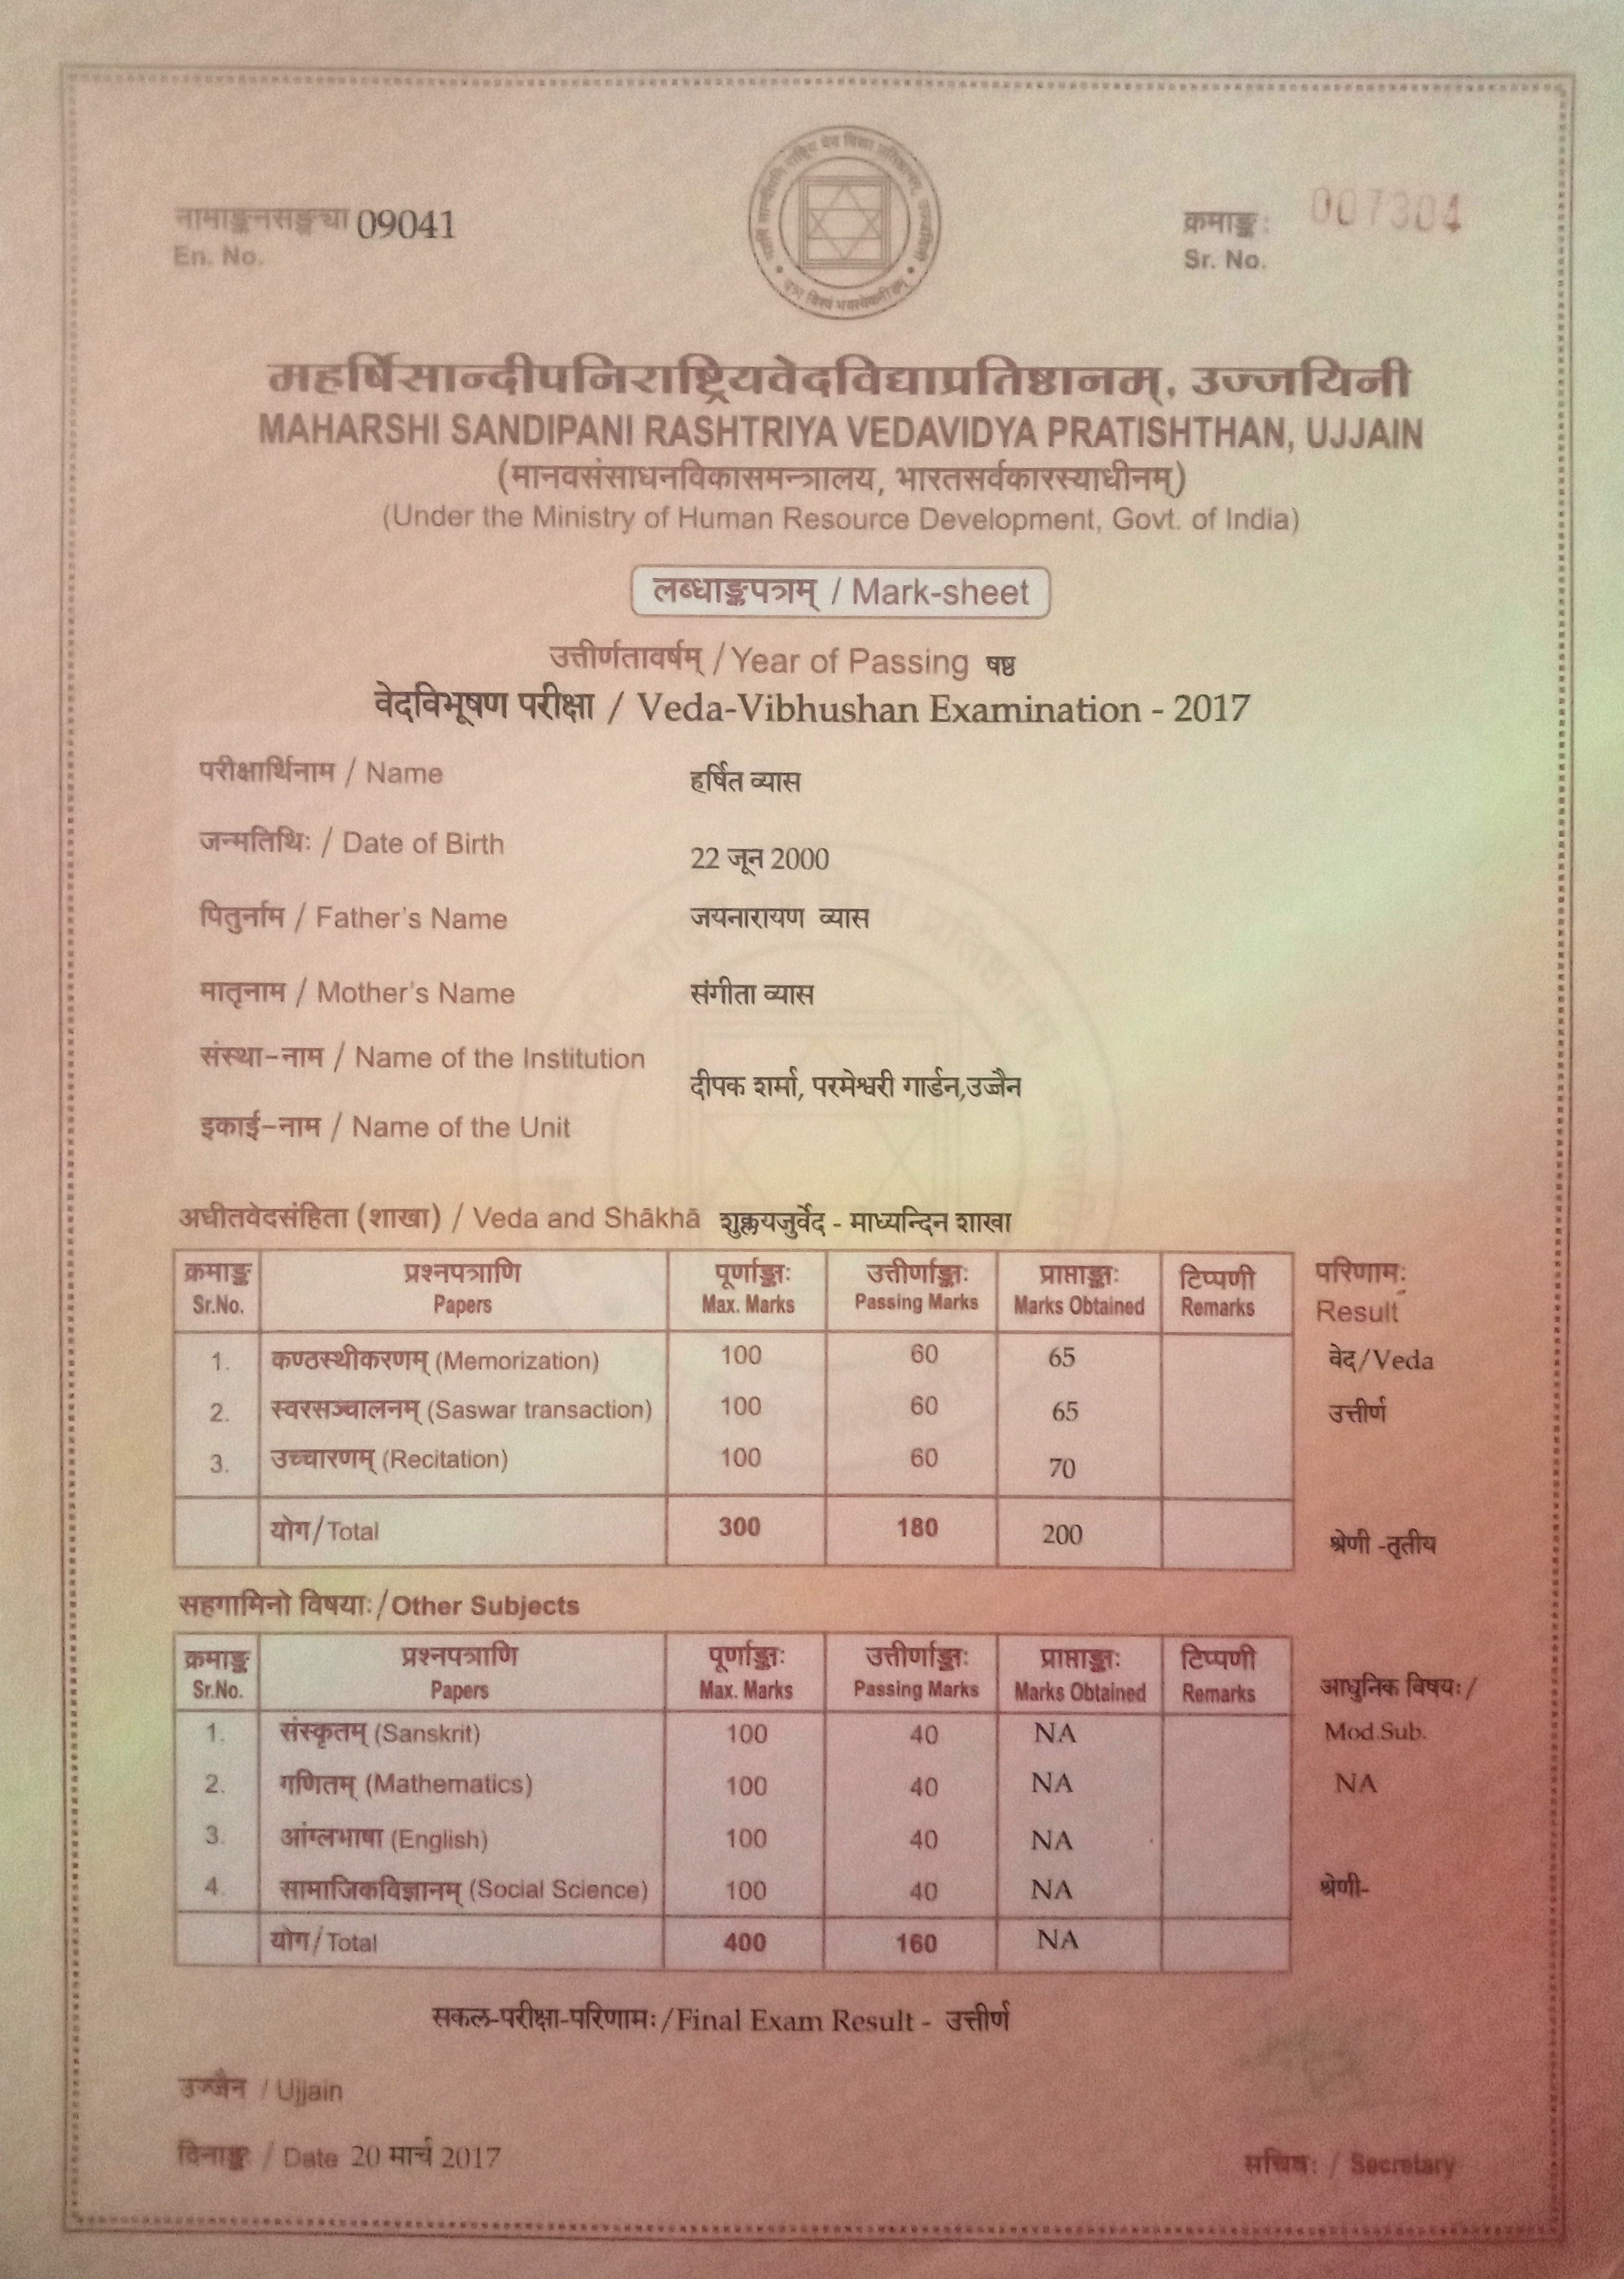 नामाङ्कनसङ्ख्या 09041
En. No.
क्रमाङ्कः 007304
Sr. No.
महर्षिसान्दीपनिराष्ट्रियवेदविद्याप्रतिष्ठानम्, उज्जयिनी
MAHARSHI SANDIPANI RASHTRIYA VEDAVIDYA PRATISHTHAN, UJJAIN
(मानवसंसाधनविकासमन्त्रालय, भारतसर्वकारस्याधीनम्)
(Under the Ministry of Human Resource Development, Govt. of India)
लब्धाङ्कपत्रम् / Mark-sheet
उत्तीर्णतावर्षम् / Year of Passing षष्ठ
वेदविभूषण परीक्षा / Veda-Vibhushan Examination - 2017
परीक्षार्थिनाम / Name हर्षित व्यास
जन्मतिथिः / Date of Birth 22 जून 2000
पितुर्नाम / Father's Name जयनारायण व्यास
मातृनाम / Mother's Name संगीता व्यास
संस्था-नाम / Name of the Institution
दीपक शर्मा, परमेश्वरी गार्डन,उज्जैन
इकाई-नाम / Name of the Unit
अधीतवेदसंहिता (शाखा) / Veda and Shākhā शुक्लयजुर्वेद - माध्यन्दिन शाखा
क्रमाङ्क प्रश्नपत्राणि पूर्णाङ्काः उत्तीर्णाङ्काः प्राप्ताङ्काः टिप्पणी परिणामः
Sr.No. Papers Max. Marks Passing Marks Marks Obtained Remarks Result
1. कण्ठस्थीकरणम् (Memorization) 100 60 65 वेद/Veda
2. स्वरसञ्चालनम् (Saswar transaction) 100 60 65 उत्तीर्ण
3. उच्चारणम् (Recitation) 100 60 70
योग/Total 300 180 200 श्रेणी -तृतीय
सहगामिनो विषयाः/Other Subjects
क्रमाङ्क प्रश्नपत्राणि पूर्णाङ्काः उत्तीर्णाङ्काः प्राप्ताङ्काः टिप्पणी आधुनिक विषयः/
Sr.No. Papers Max. Marks Passing Marks Marks Obtained Remarks
1. संस्कृतम् (Sanskrit) 100 40 NA Mod.Sub.
2. गणितम् (Mathematics) 100 40 NA NA
3. आंग्लभाषा (English) 100 40 NA
4. सामाजिकविज्ञानम् (Social Science) 100 40 NA श्रेणी-
योग/Total 400 160 NA
सकल-परीक्षा-परिणामः/Final Exam Result - उत्तीर्ण
उज्जैन / Ujjain
दिनाङ्क / Date 20 मार्च 2017
सचिवः / Secretary